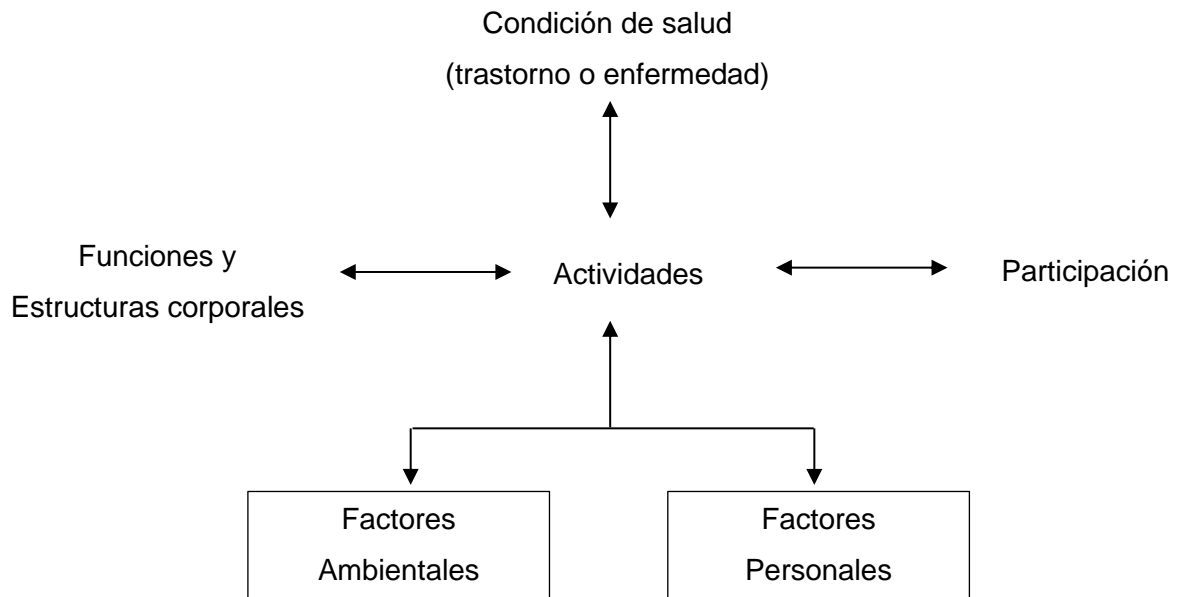 Condición de salud
(trastorno o enfermedad)
Funciones y
Estructuras corporales
Actividades
Participación
Factores
Ambientales
Factores
Personales